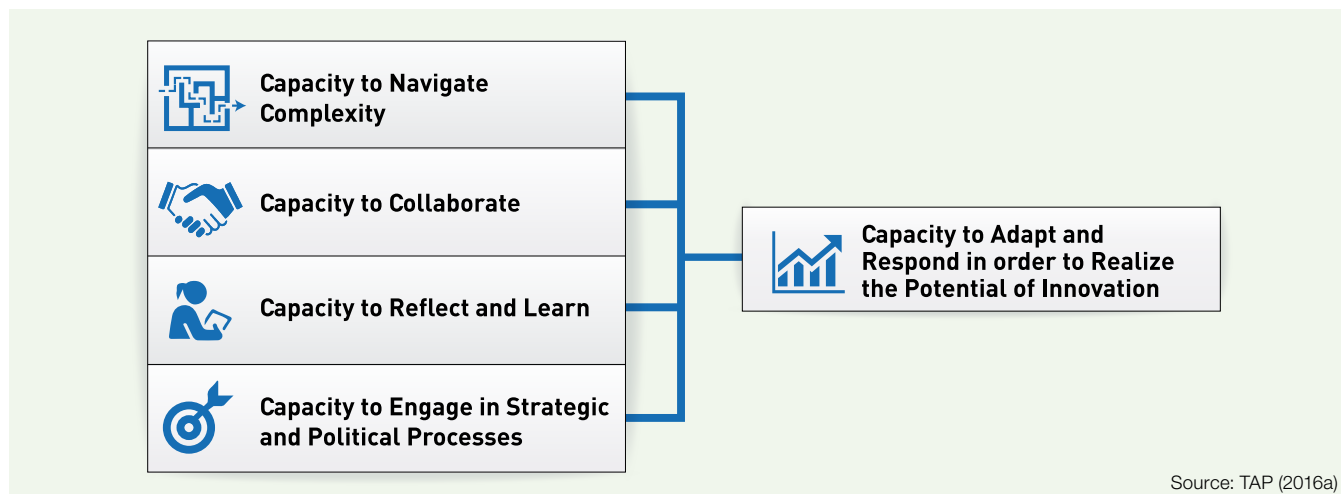 Capacity to Navigate
Complexity
Capacity to Collaborate
Capacity to Reflect and Learn
Capacity to Engage in Strategic
and Political Processes
Capacity to Adapt and
Respond in order to Realize
the Potential of Innovation
Source: TAP (2016a)